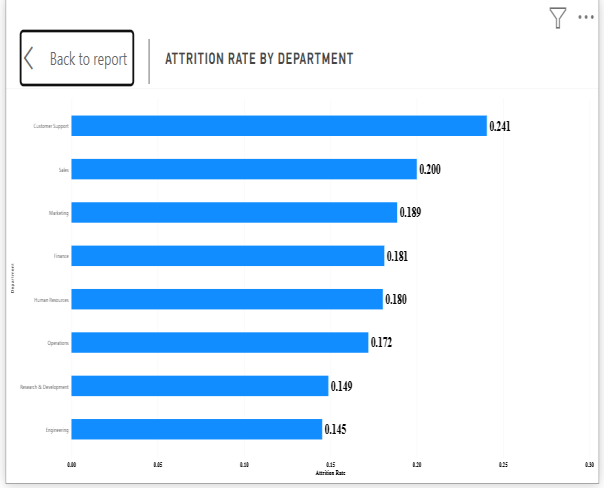 Back to report
ATTRITION RATE BY DEPARTMENT
Customer Support 0.241
Sales 0.200
Marketing 0.189
Finance 0.181
Human Resources 0.180
Operations 0.172
Research & Development 0.149
Engineering 0.145
Department
0.00 0.05 0.10 0.15 0.20 0.25 0.30
Attrition Rate